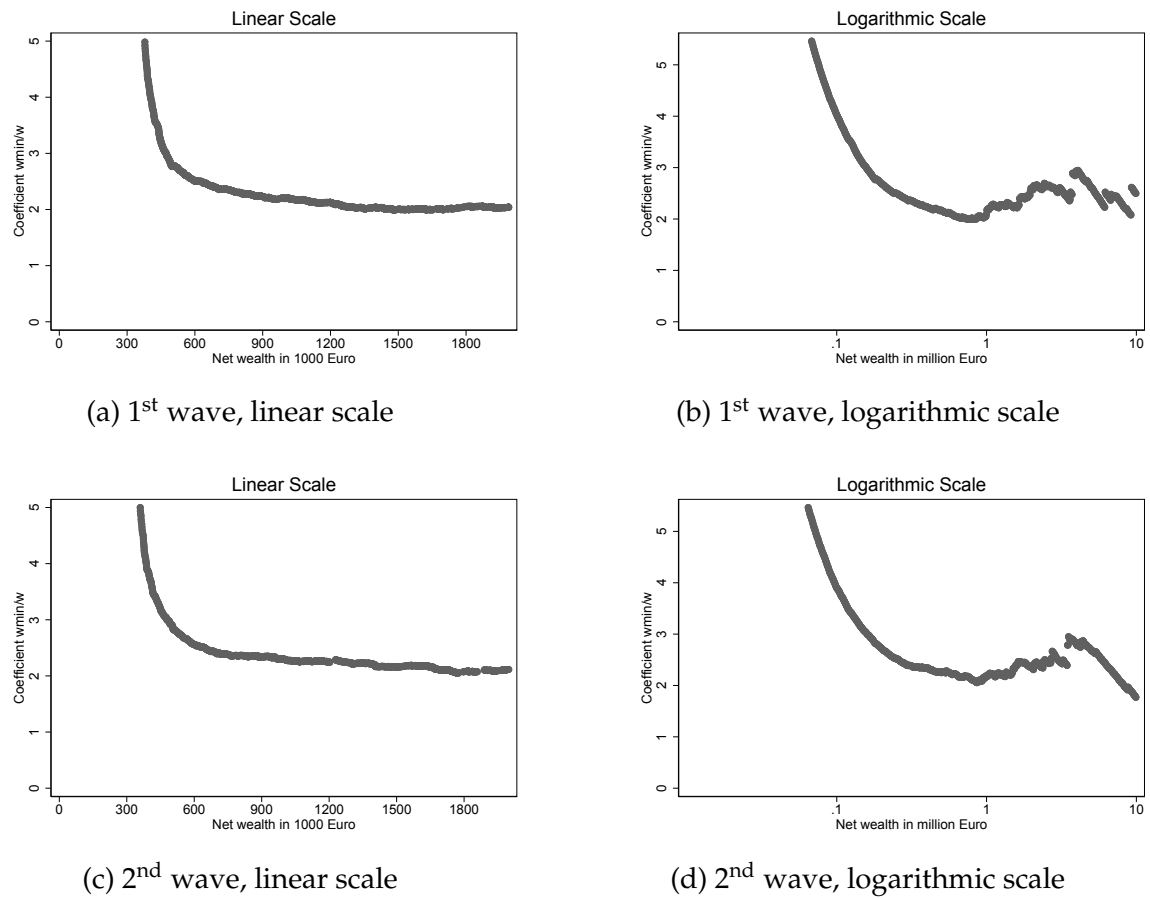 Linear Scale
Coefficient wmin/w
5
4
3
2
1
0
0 300 600 900 1200 1500 1800
Net wealth in 1000 Euro
(a) 1st wave, linear scale
Logarithmic Scale
Coefficient wmin/w
5
4
3
2
1
0
.1 1 10
Net wealth in million Euro
(b) 1st wave, logarithmic scale
Linear Scale
Coefficient wmin/w
5
4
3
2
1
0
0 300 600 900 1200 1500 1800
Net wealth in 1000 Euro
(c) 2nd wave, linear scale
Logarithmic Scale
Coefficient wmin/w
5
4
3
2
1
0
.1 1 10
Net wealth in million Euro
(d) 2nd wave, logarithmic scale